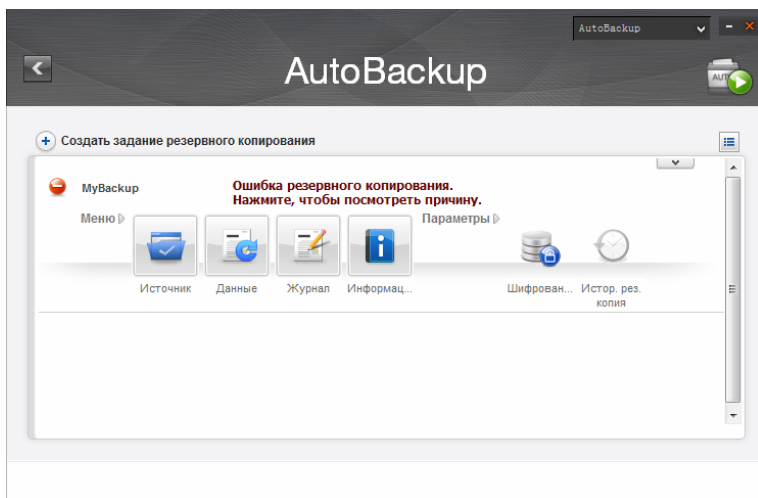 AutoBackup
AutoBackup
AUT
Создать задание резервного копирования
MyBackup
Ошибка резервного копирования.
Нажмите, чтобы посмотреть причину.
Меню
Параметры
Источник
Данные
Журнал
Информац...
Шифрован...
Истор. рез.
копия